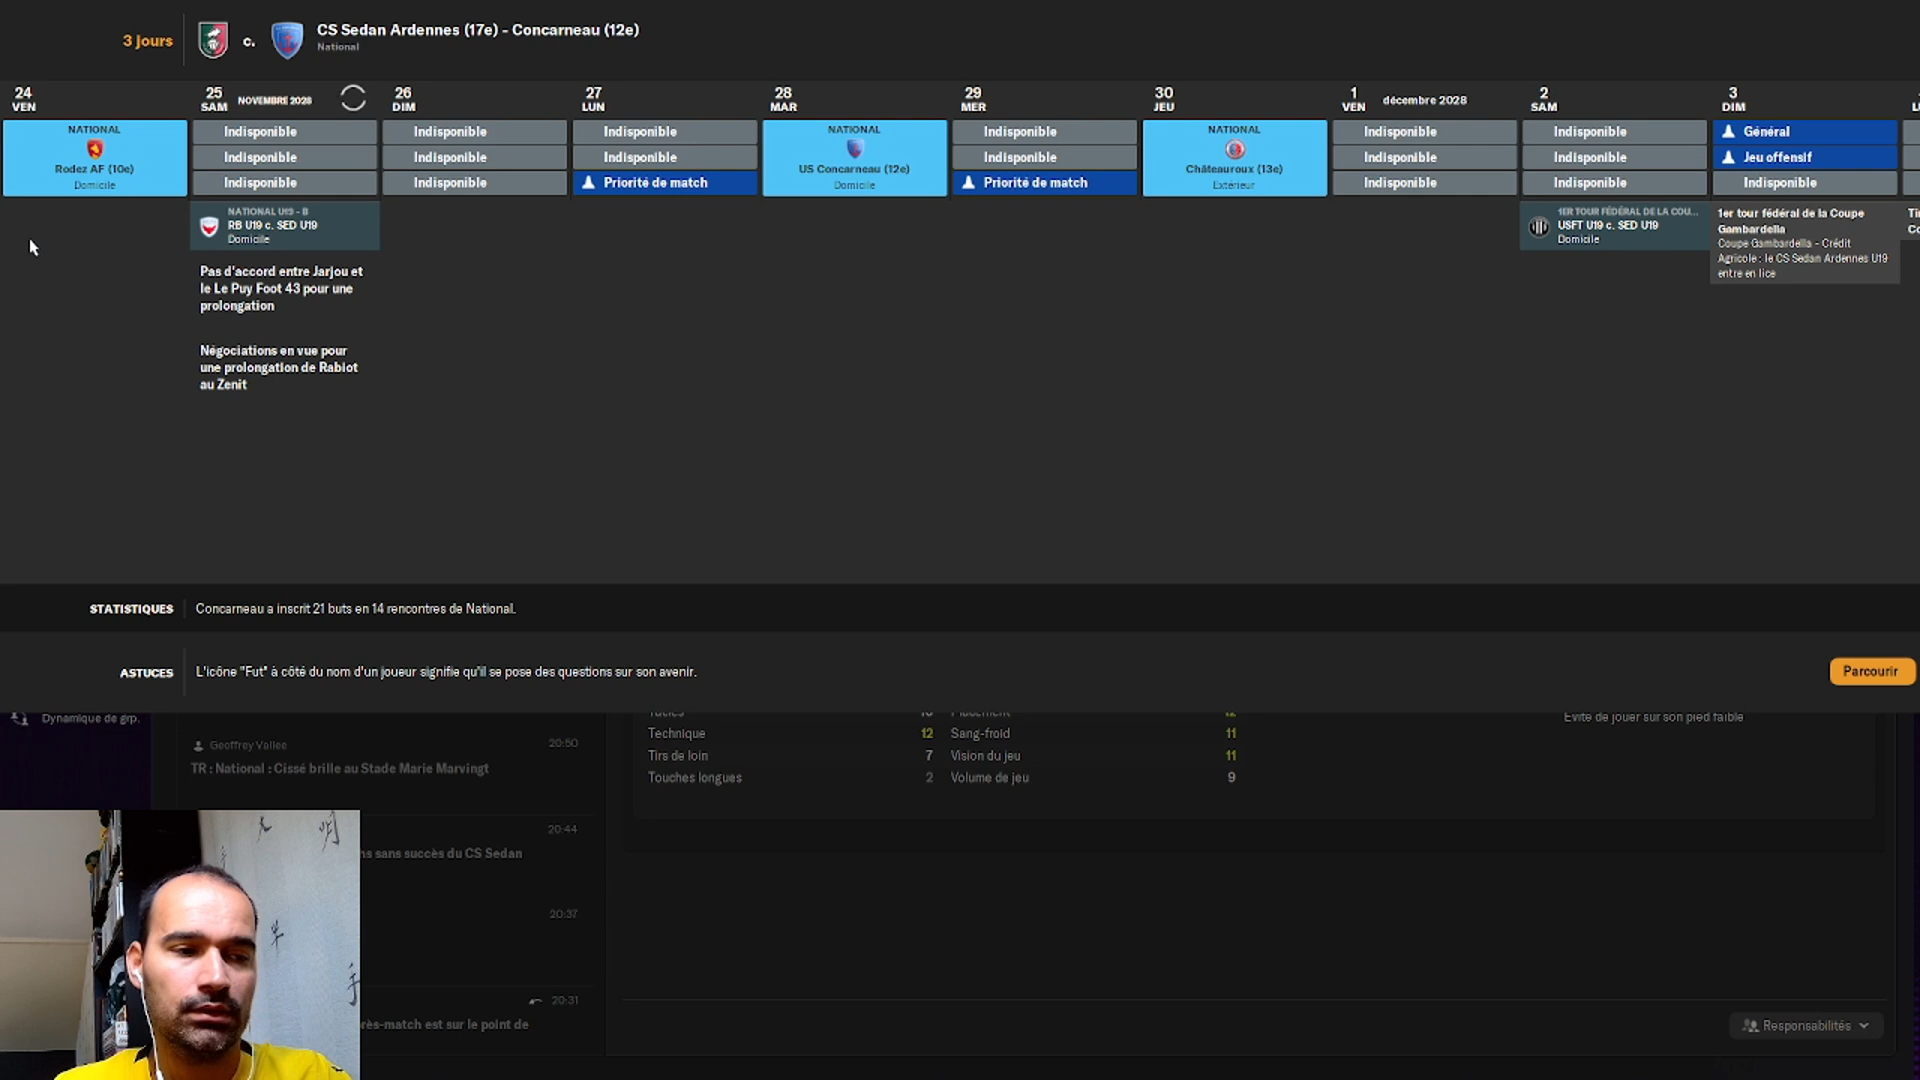 3 jours
c.
CS Sedan Ardennes (17e) - Concarneau (12e)
National
24
VEN
25
SAM
NOVEMBRE 2028
26
DIM
27
LUN
28
MAR
29
MER
30
JEU
1
VEN
décembre 2028
2
SAM
3
DIM
NATIONAL
Rodez AF (10e)
Domicile
Indisponible
Indisponible
Indisponible
Indisponible
Indisponible
Indisponible
Indisponible
Indisponible
Priorité de match
NATIONAL
US Concarneau (12e)
Domicile
Indisponible
Indisponible
Priorité de match
NATIONAL
Châteauroux (13e)
Extérieur
Indisponible
Indisponible
Indisponible
Indisponible
Indisponible
Indisponible
Général
Jeu offensif
Indisponible
NATIONAL U19 - B
RB U19 c. SED U19
Domicile
Pas d'accord entre Jarjou et
le Le Puy Foot 43 pour une
prolongation
Négociations en vue pour
une prolongation de Rabiot
au Zenit
1ER TOUR FÉDÉRAL DE LA COU...
USFT U19 c. SED U19
Domicile
1er tour fédéral de la Coupe
Gambardella
Coupe Gambardella - Crédit
Agricole : le CS Sedan Ardennes U19
entre en lice
STATISTIQUES
Concarneau a inscrit 21 buts en 14 rencontres de National.
ASTUCES
L'icône "Fut" à côté du nom d'un joueur signifie qu'il se pose des questions sur son avenir.
Parcourir
Dynamique de grp.
Geoffrey Vallee
20:50
TR : National : Cissé brille au Stade Marie Marvingt
20:44
ns sans succès du CS Sedan
20:37
20:31
rès-match est sur le point de
Technique 12
Sang-froid 11
Tirs de loin 7
Vision du jeu 11
Touches longues 2
Volume de jeu 9
Evite de jouer sur son pied faible
Responsabilités